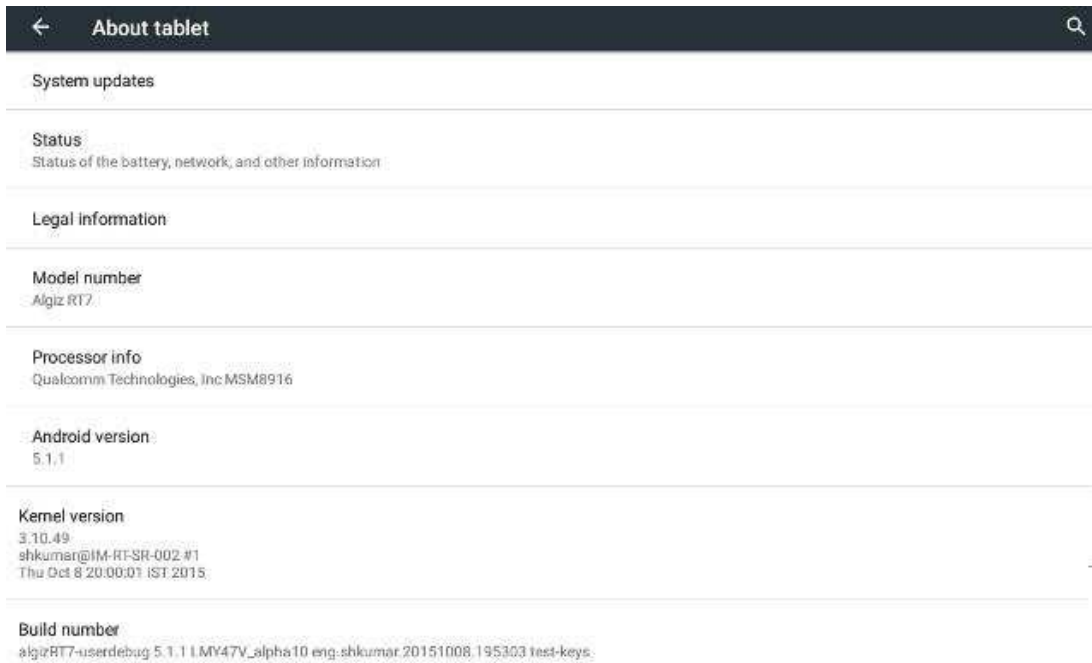 About tablet
System updates
Status
Status of the battery, network, and other information
Legal information
Model number
Algiz RT7
Processor info
Qualcomm Technologies, Inc MSM8916
Android version
5.1.1
Kernel version
3.10.49
shkumar@IM-RT-SR-002 #1
Thu Oct 8 20:00:01 IST 2015
Build number
algizRT7-userdebug 5.1.1 LMY47V_alpha10 eng.shkumar.20151008.195303 test-keys